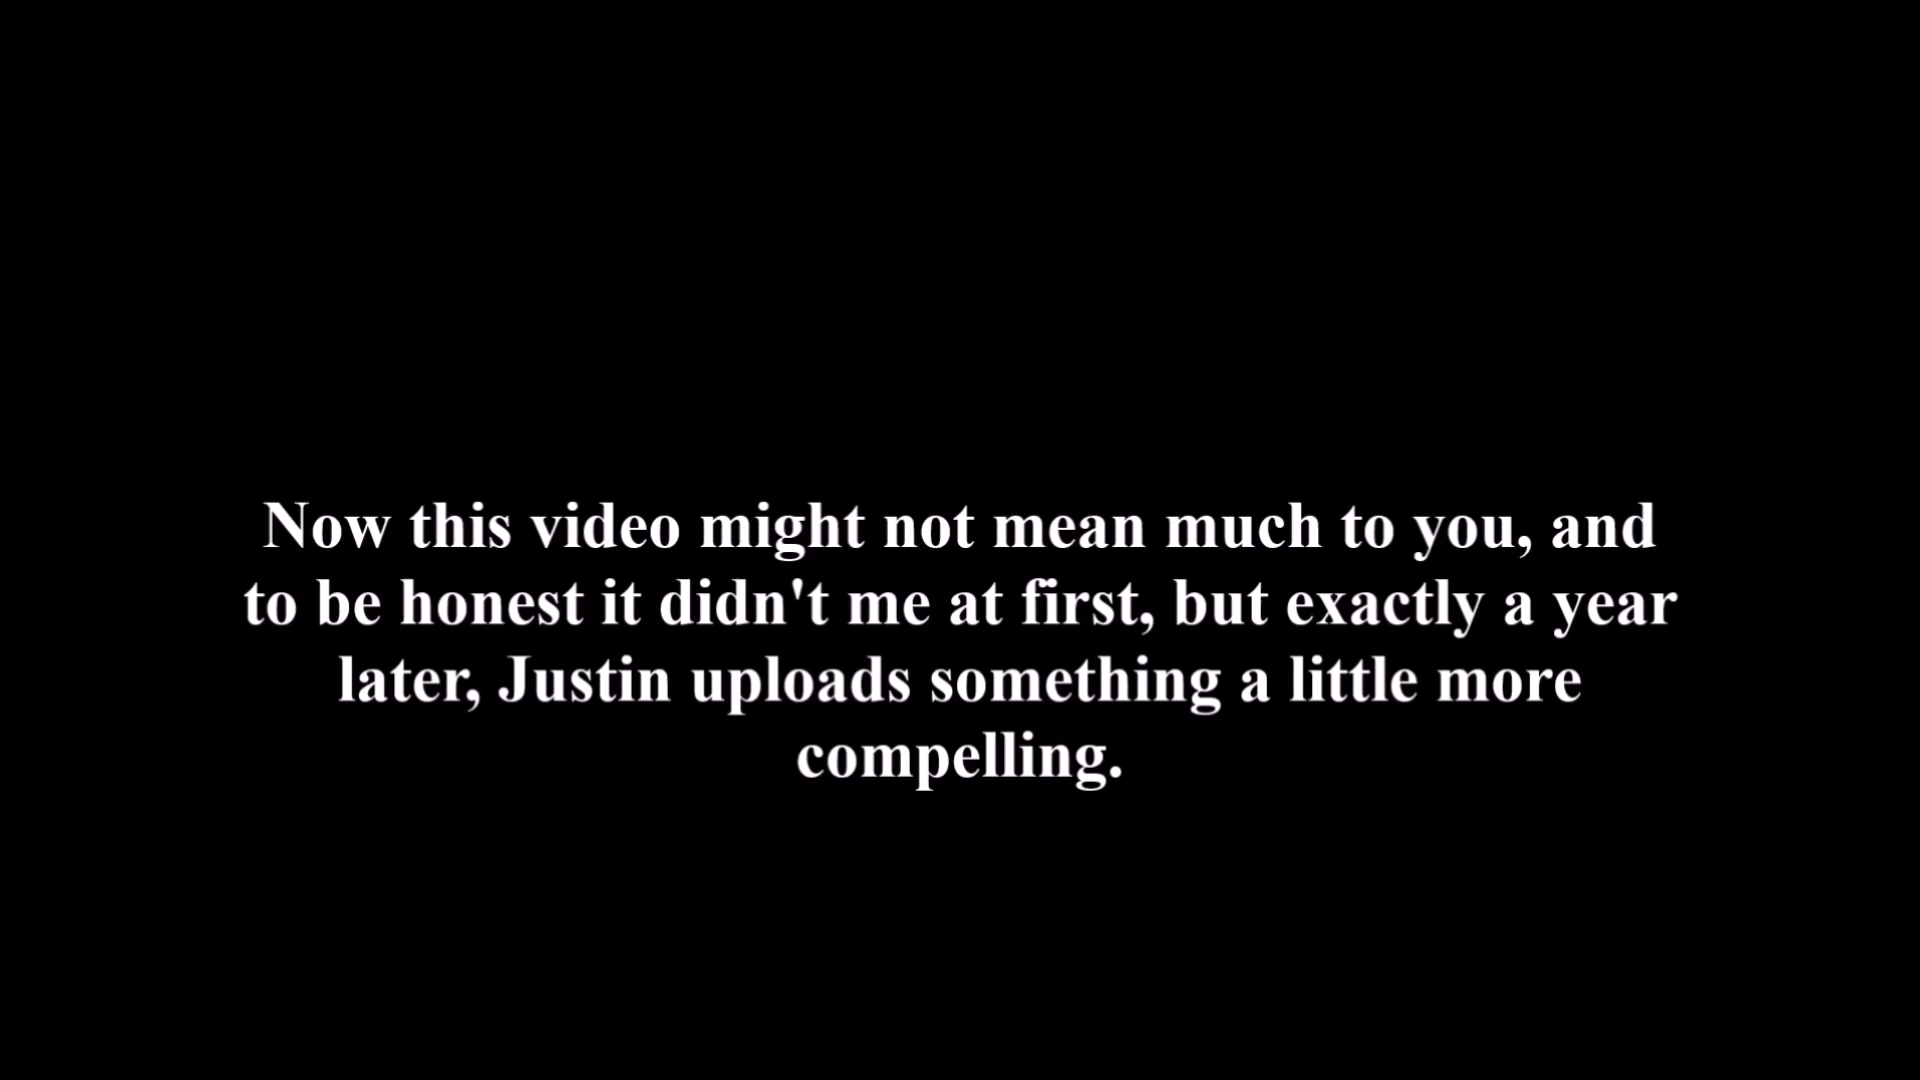 Now this video might not mean much to you, and
to be honest it didn't me at first, but exactly a year
later, Justin uploads something a little more
compelling.